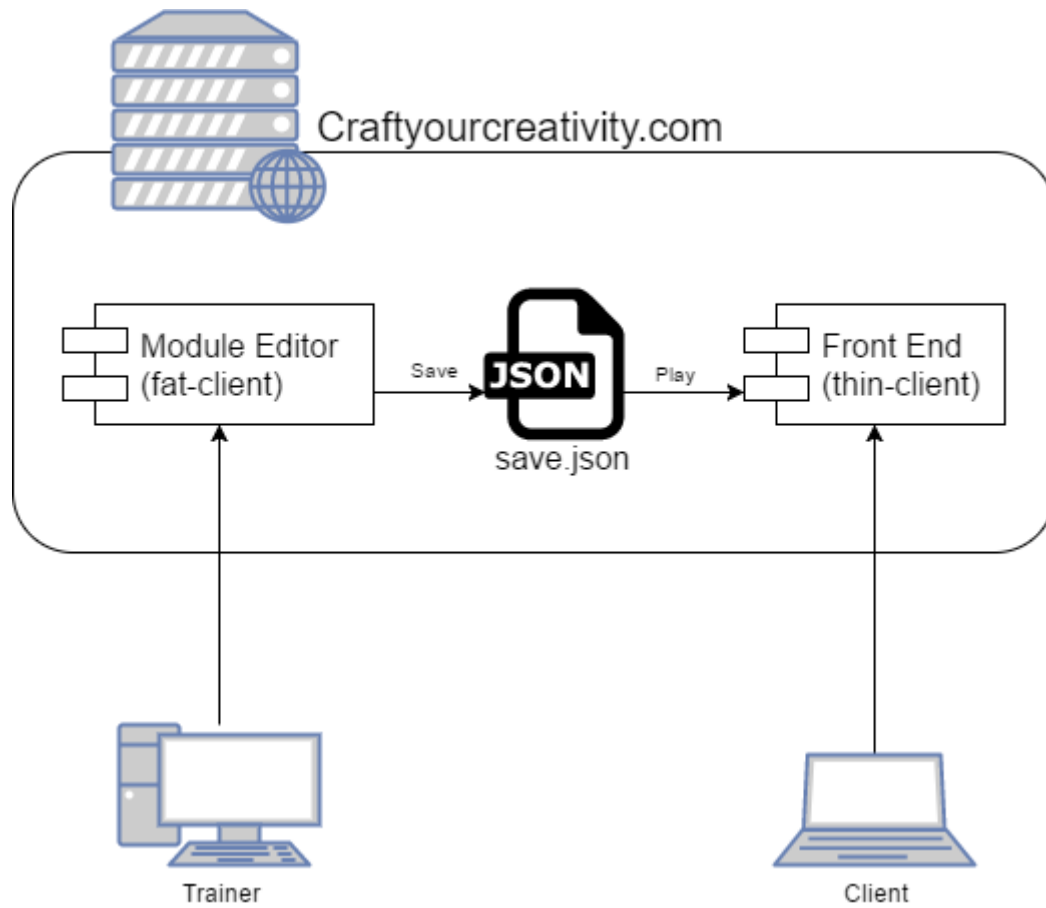 Craftyourcreativity.com
Module Editor
(fat-client)
Save
JSON
save.json
Play
Front End
(thin-client)
Trainer
Client